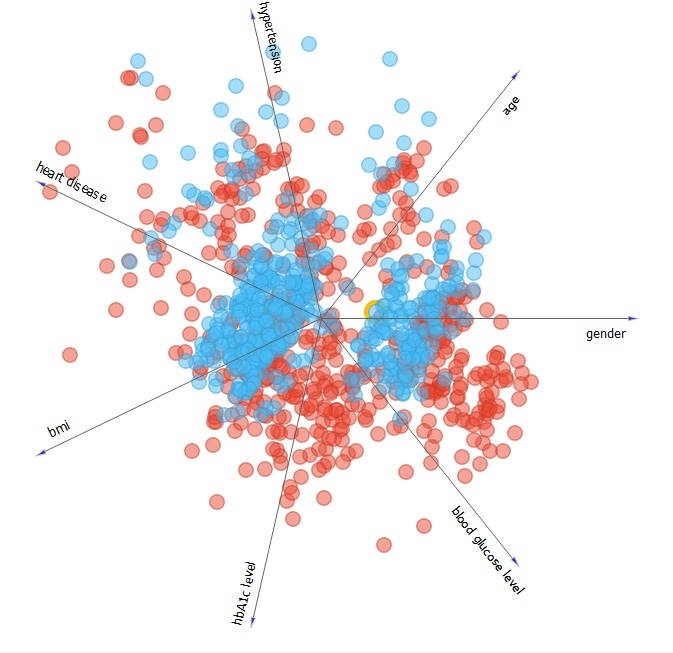 hypertension
age
heart disease
gender
bmi
blood glucose level
hbA1c level